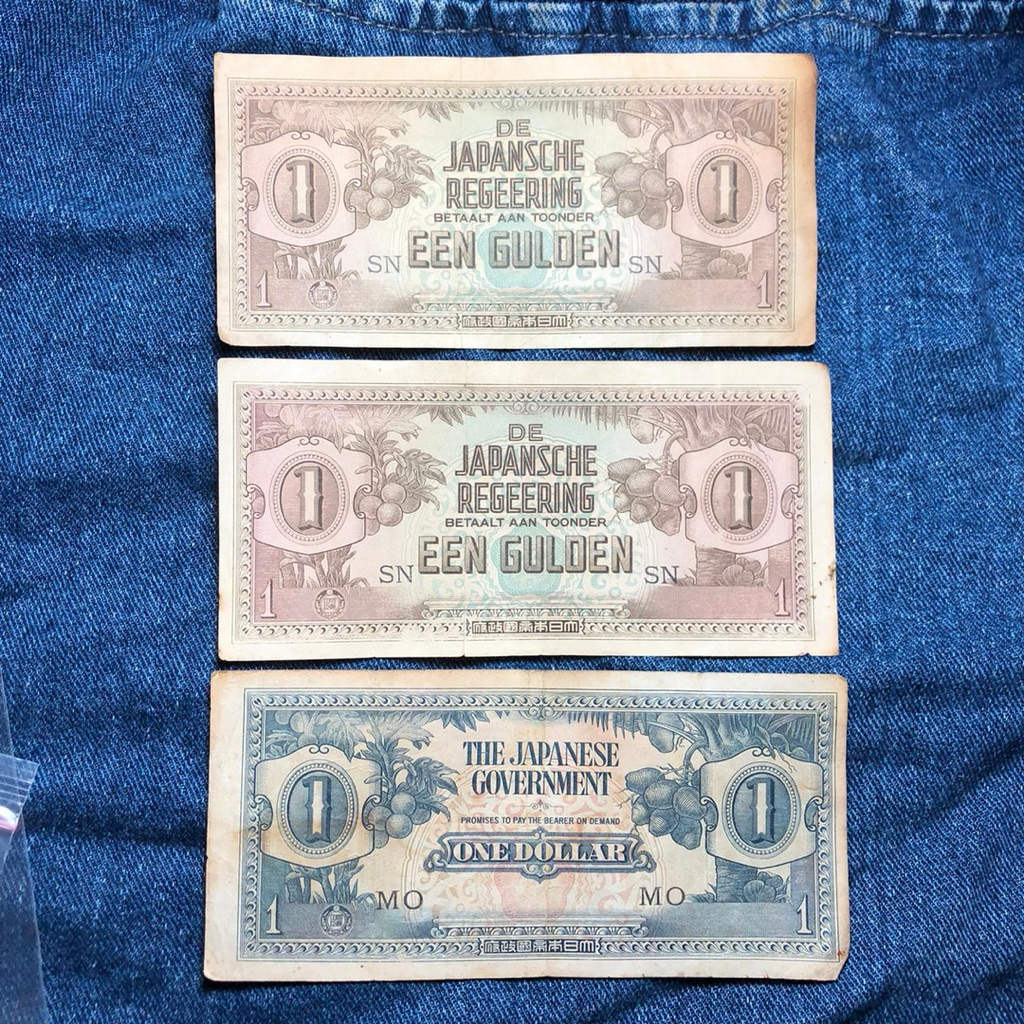 DE
JAPANSCHE
REGEERING
BETAALT AAN TOONDER
EEN GULDEN
1 1
SN SN
1 1
大日本帝國政府
DE
JAPANSCHE
REGEERING
BETAALT AAN TOONDER
EEN GULDEN
1 1
SN SN
1 1
大日本帝國政府
THE JAPANESE
GOVERNMENT
1 1
PROMISES TO PAY THE BEARER ON DEMAND
ONE DOLLAR
MO MO
1 1
大日本帝國政府